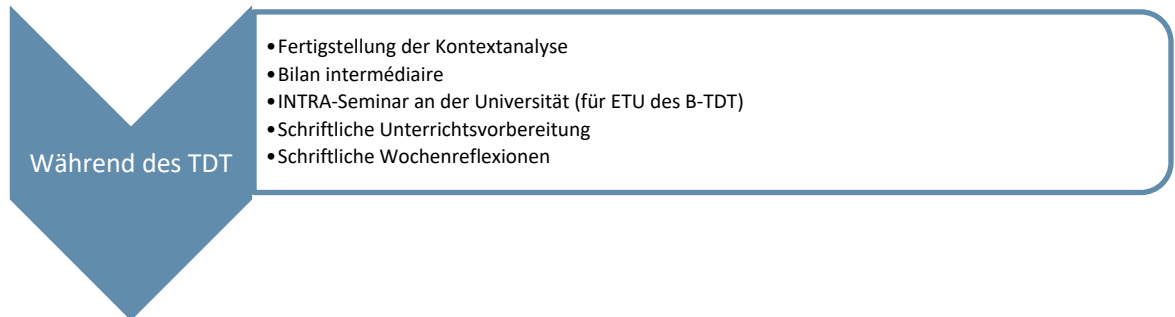 Während des TDT
•Fertigstellung der Kontextanalyse
•Bilan intermédiaire
•INTRA-Seminar an der Universität (für ETU des B-TDT)
•Schriftliche Unterrichtsvorbereitung
•Schriftliche Wochenreflexionen